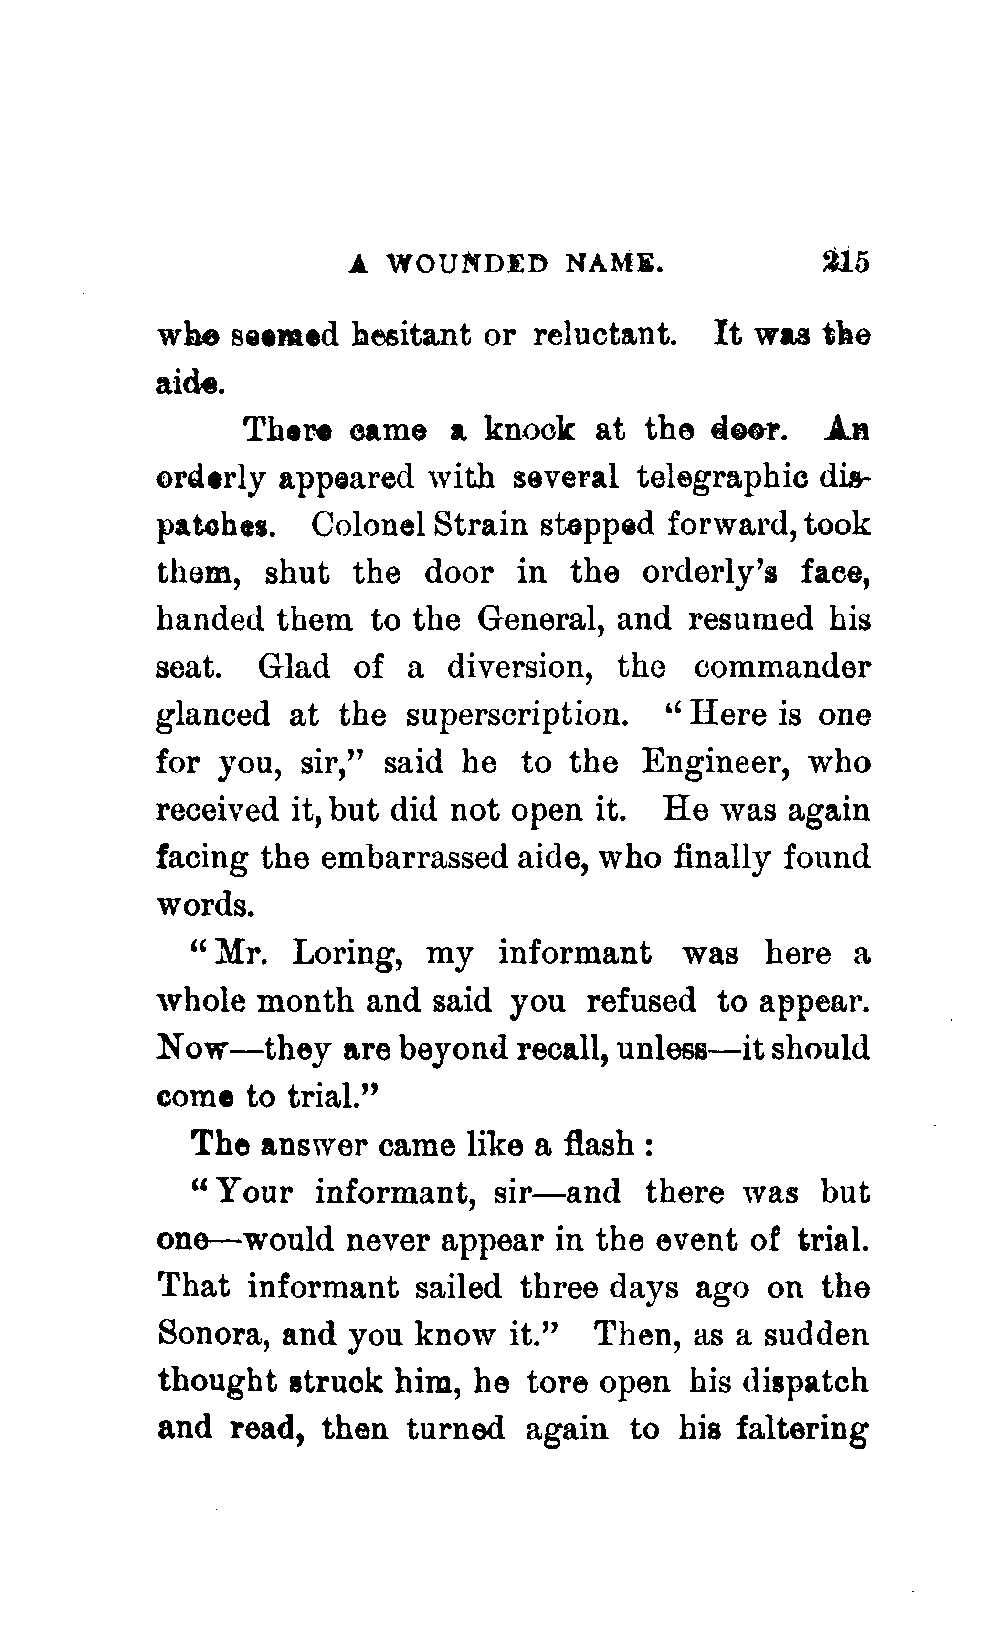 A WOUNDED NAME. 215
who seemed hesitant or reluctant. It was the
aide.
There came a knock at the door. An
orderly appeared with several telegraphic dis-
patches. Colonel Strain stepped forward, took
them, shut the door in the orderly's face,
handed them to the General, and resumed his
seat. Glad of a diversion, the commander
glanced at the superscription. "Here is one
for you, sir," said he to the Engineer, who
received it, but did not open it. He was again
facing the embarrassed aide, who finally found
words.
"Mr. Loring, my informant was here a
whole month and said you refused to appear.
Now—they are beyond recall, unless—it should
come to trial."
The answer came like a flash:
"Your informant, sir—and there was but
one—would never appear in the event of trial.
That informant sailed three days ago on the
Sonora, and you know it." Then, as a sudden
thought struck him, he tore open his dispatch
and read, then turned again to his faltering